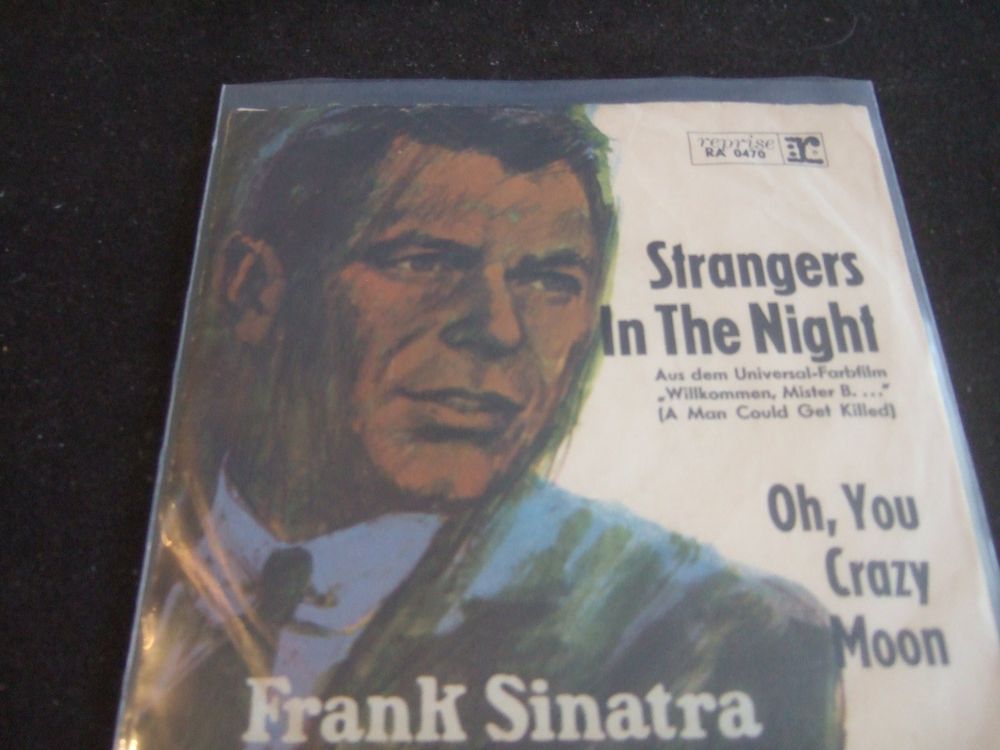 reprise
RA 0470
r
Strangers
In The Night
Aus dem Universal-Farbfilm
„Willkommen, Mister B. ...“
(A Man Could Get Killed)
Oh, You
Crazy
Moon
Frank Sinatra